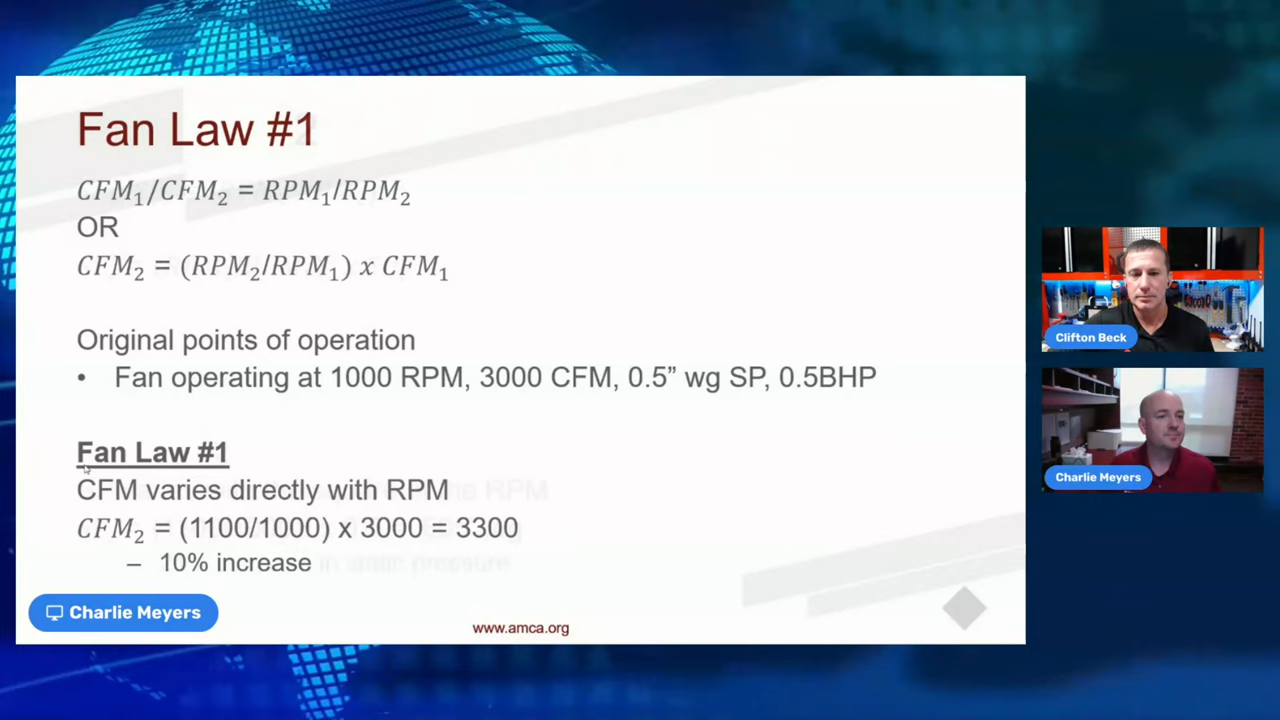 Fan Law #1
CFM₁/CFM₂ = RPM₁/RPM₂
OR
CFM₂ = (RPM₂/RPM₁) x CFM₁
Original points of operation
• Fan operating at 1000 RPM, 3000 CFM, 0.5” wg SP, 0.5BHP
Fan Law #1
CFM varies directly with RPM
CFM₂ = (1100/1000) x 3000 = 3300
– 10% increase
Charlie Meyers
www.amca.org
Clifton Beck
Charlie Meyers